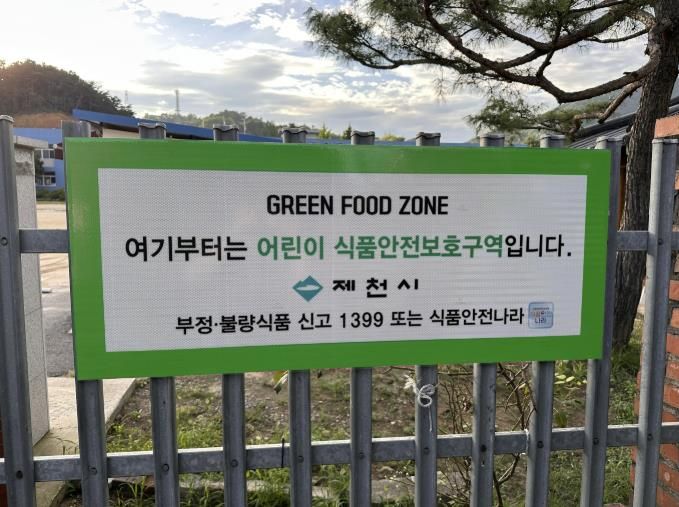 GREEN FOOD ZONE
여기부터는 어린이 식품안전보호구역입니다.
제천시
부정·불량식품 신고 1399 또는 식품안전나라